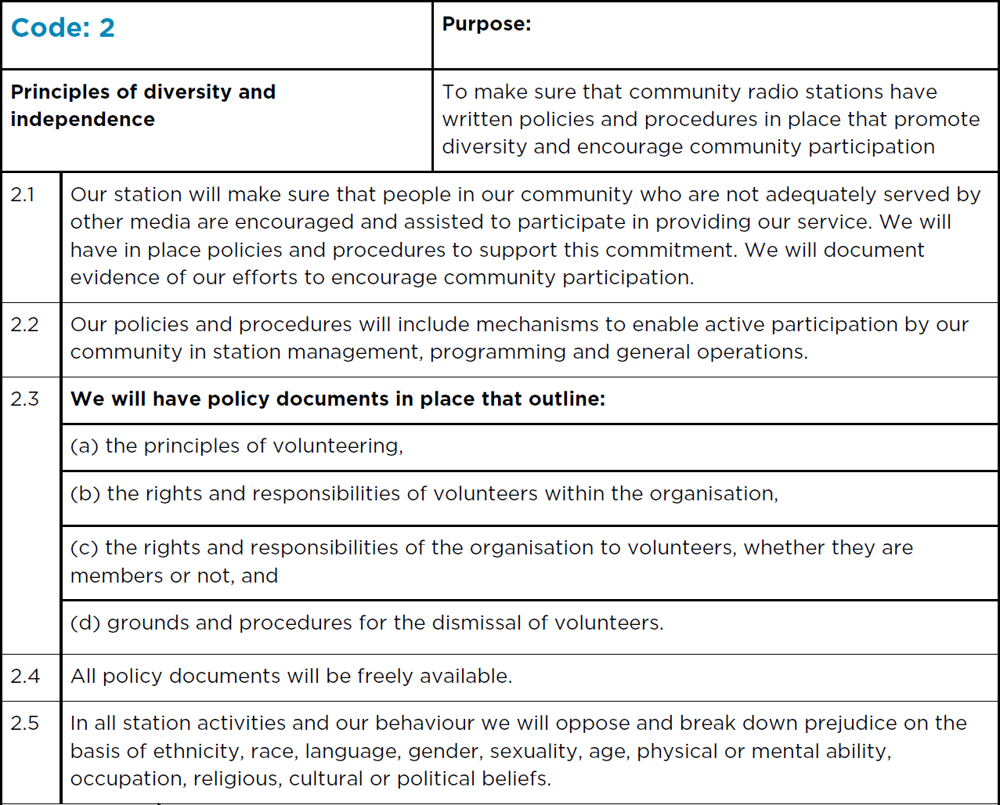 Code: 2
Purpose:
Principles of diversity and
independence
To make sure that community radio stations have
written policies and procedures in place that promote
diversity and encourage community participation
2.1
Our station will make sure that people in our community who are not adequately served by
other media are encouraged and assisted to participate in providing our service. We will
have in place policies and procedures to support this commitment. We will document
evidence of our efforts to encourage community participation.
2.2
Our policies and procedures will include mechanisms to enable active participation by our
community in station management, programming and general operations.
2.3
We will have policy documents in place that outline:
(a) the principles of volunteering,
(b) the rights and responsibilities of volunteers within the organisation,
(c) the rights and responsibilities of the organisation to volunteers, whether they are
members or not, and
(d) grounds and procedures for the dismissal of volunteers.
2.4
All policy documents will be freely available.
2.5
In all station activities and our behaviour we will oppose and break down prejudice on the
basis of ethnicity, race, language, gender, sexuality, age, physical or mental ability,
occupation, religious, cultural or political beliefs.